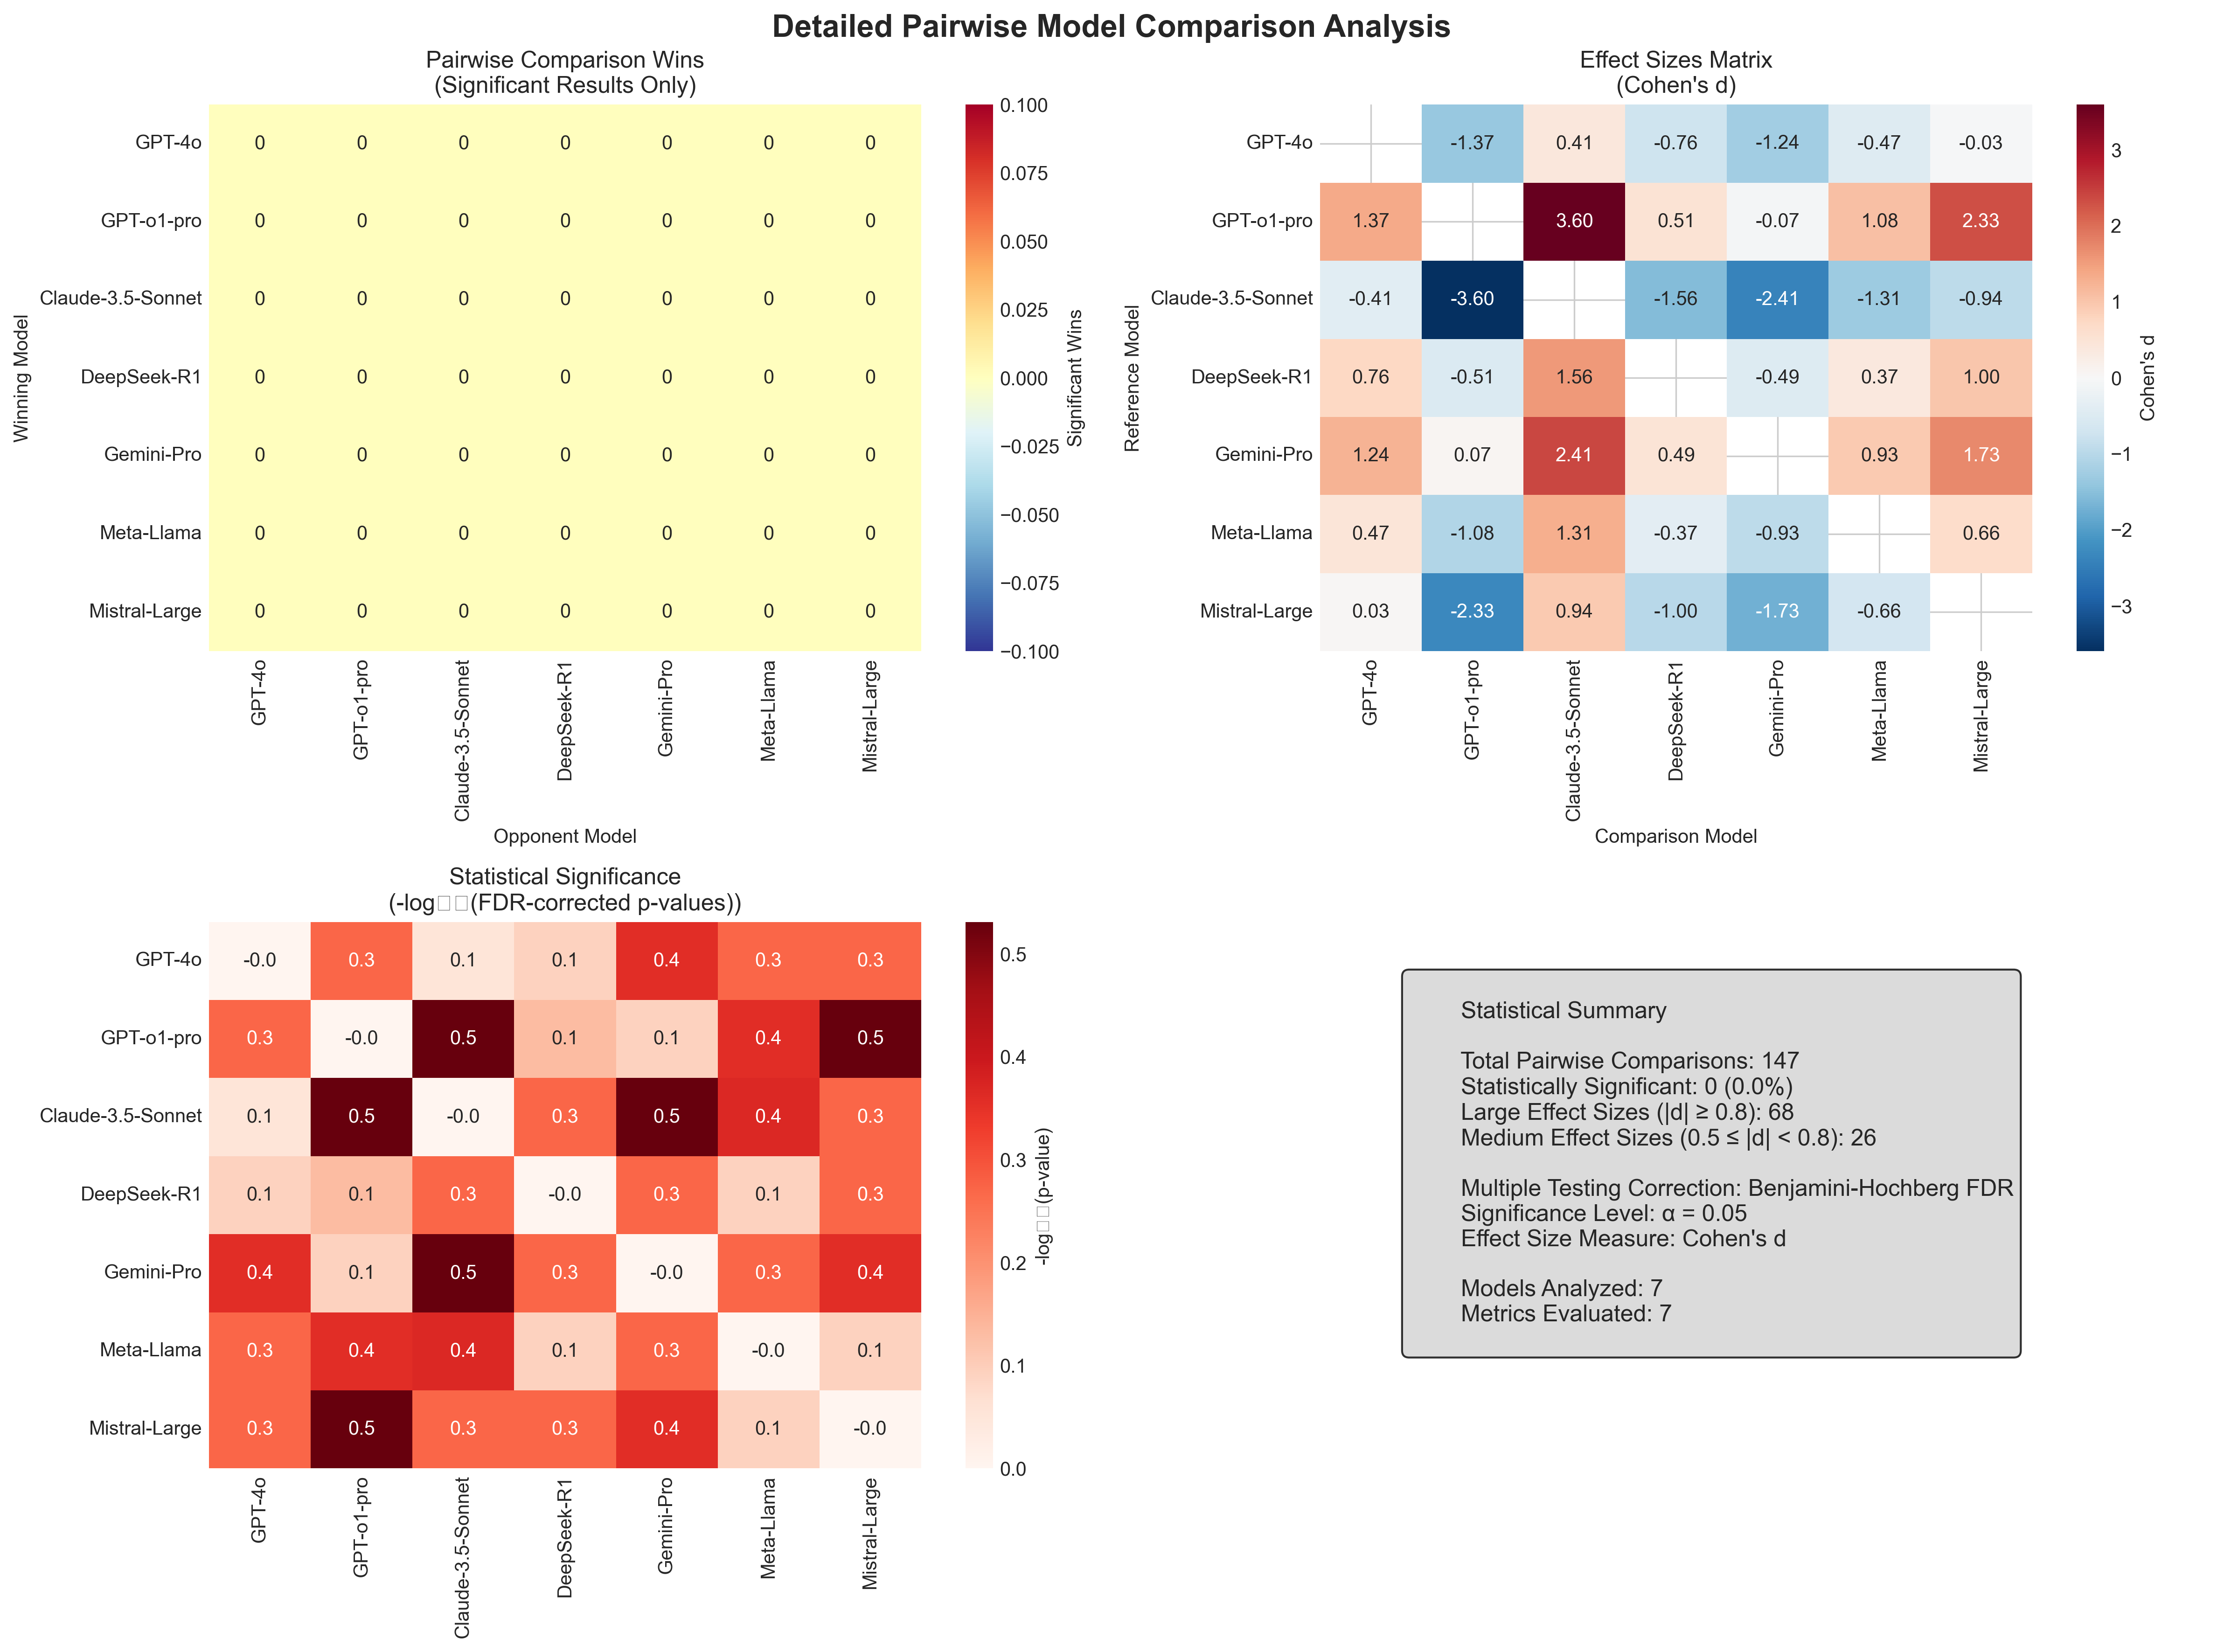 Detailed Pairwise Model Comparison Analysis
Pairwise Comparison Wins
(Significant Results Only)
Winning Model
GPT-4o 0 0 0 0 0 0 0
GPT-o1-pro 0 0 0 0 0 0 0
Claude-3.5-Sonnet 0 0 0 0 0 0 0
DeepSeek-R1 0 0 0 0 0 0 0
Gemini-Pro 0 0 0 0 0 0 0
Meta-Llama 0 0 0 0 0 0 0
Mistral-Large 0 0 0 0 0 0 0
GPT-4o GPT-o1-pro Claude-3.5-Sonnet DeepSeek-R1 Gemini-Pro Meta-Llama Mistral-Large
Opponent Model
0.100
0.075
0.050
0.025
0.000
−0.025
−0.050
−0.075
−0.100
Significant Wins
Effect Sizes Matrix
(Cohen's d)
Reference Model
GPT-4o -1.37 0.41 -0.76 -1.24 -0.47 -0.03
GPT-o1-pro 1.37 3.60 0.51 -0.07 1.08 2.33
Claude-3.5-Sonnet -0.41 -3.60 -1.56 -2.41 -1.31 -0.94
DeepSeek-R1 0.76 -0.51 1.56 -0.49 0.37 1.00
Gemini-Pro 1.24 0.07 2.41 0.49 0.93 1.73
Meta-Llama 0.47 -1.08 1.31 -0.37 -0.93 0.66
Mistral-Large 0.03 -2.33 0.94 -1.00 -1.73 -0.66
GPT-4o GPT-o1-pro Claude-3.5-Sonnet DeepSeek-R1 Gemini-Pro Meta-Llama Mistral-Large
Comparison Model
3
2
1
0
−1
−2
−3
Cohen's d
Statistical Significance
(-log▯▯(FDR-corrected p-values))
GPT-4o -0.0 0.3 0.1 0.1 0.4 0.3 0.3
GPT-o1-pro 0.3 -0.0 0.5 0.1 0.1 0.4 0.5
Claude-3.5-Sonnet 0.1 0.5 -0.0 0.3 0.5 0.4 0.3
DeepSeek-R1 0.1 0.1 0.3 -0.0 0.3 0.1 0.3
Gemini-Pro 0.4 0.1 0.5 0.3 -0.0 0.3 0.4
Meta-Llama 0.3 0.4 0.4 0.1 0.3 -0.0 0.1
Mistral-Large 0.3 0.5 0.3 0.3 0.4 0.1 -0.0
GPT-4o GPT-o1-pro Claude-3.5-Sonnet DeepSeek-R1 Gemini-Pro Meta-Llama Mistral-Large
0.5
0.4
0.3
0.2
0.1
0.0
-log▯▯(p-value)
Statistical Summary
Total Pairwise Comparisons: 147
Statistically Significant: 0 (0.0%)
Large Effect Sizes (|d| ≥ 0.8): 68
Medium Effect Sizes (0.5 ≤ |d| < 0.8): 26
Multiple Testing Correction: Benjamini-Hochberg FDR
Significance Level: α = 0.05
Effect Size Measure: Cohen's d
Models Analyzed: 7
Metrics Evaluated: 7